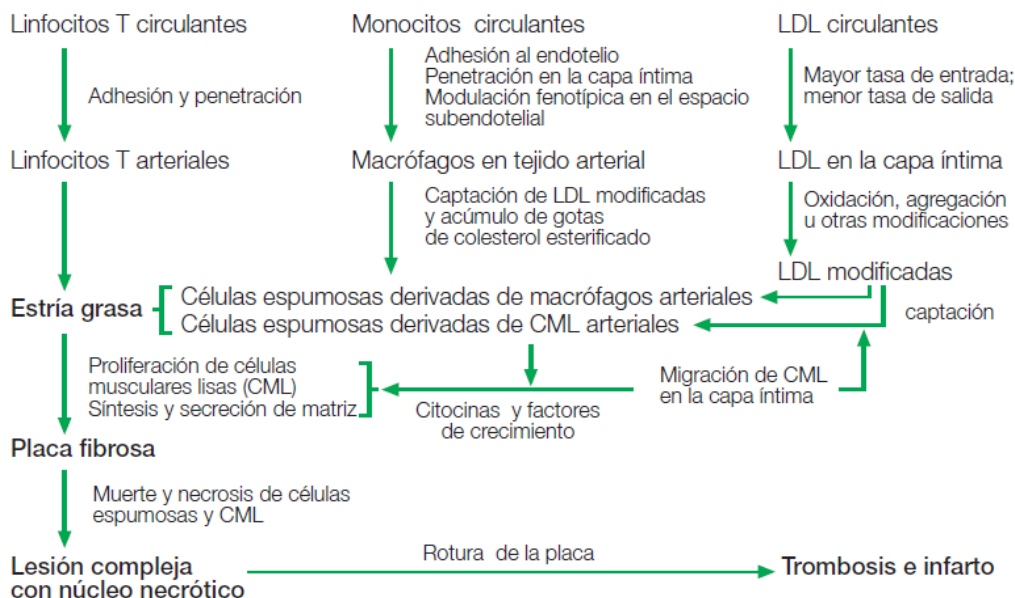 Linfocitos T circulantes
Monocitos circulantes
LDL circulantes
Adhesión y penetración
Adhesión al endotelio
Penetración en la capa íntima
Modulación fenotípica en el espacio
subendotelial
Mayor tasa de entrada;
menor tasa de salida
Linfocitos T arteriales
Macrófagos en tejido arterial
LDL en la capa íntima
Captación de LDL modificadas
y acúmulo de gotas
de colesterol esterificado
Oxidación, agregación
u otras modificaciones
LDL modificadas
Estría grasa
Células espumosas derivadas de macrófagos arteriales
Células espumosas derivadas de CML arteriales
captación
Proliferación de células
musculares lisas (CML)
Síntesis y secreción de matriz
Citocinas y factores
de crecimiento
Migración de CML
en la capa íntima
Placa fibrosa
Muerte y necrosis de células
espumosas y CML
Lesión compleja
con núcleo necrótico
Rotura de la placa
Trombosis e infarto